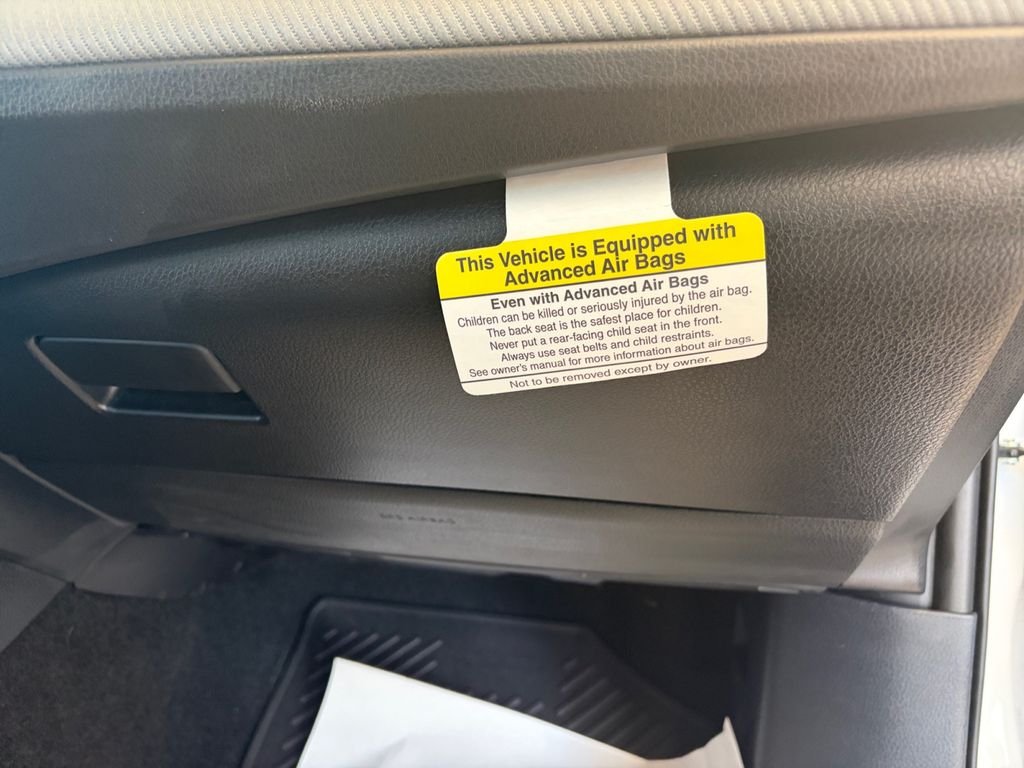 This Vehicle is Equipped with
Advanced Air Bags
Even with Advanced Air Bags
Children can be killed or seriously injured by the air bag.
The back seat is the safest place for children.
Never put a rear-facing child seat in the front.
Always use seat belts and child restraints.
See owner's manual for more information about air bags.
Not to be removed except by owner.
SRS AIRBAG